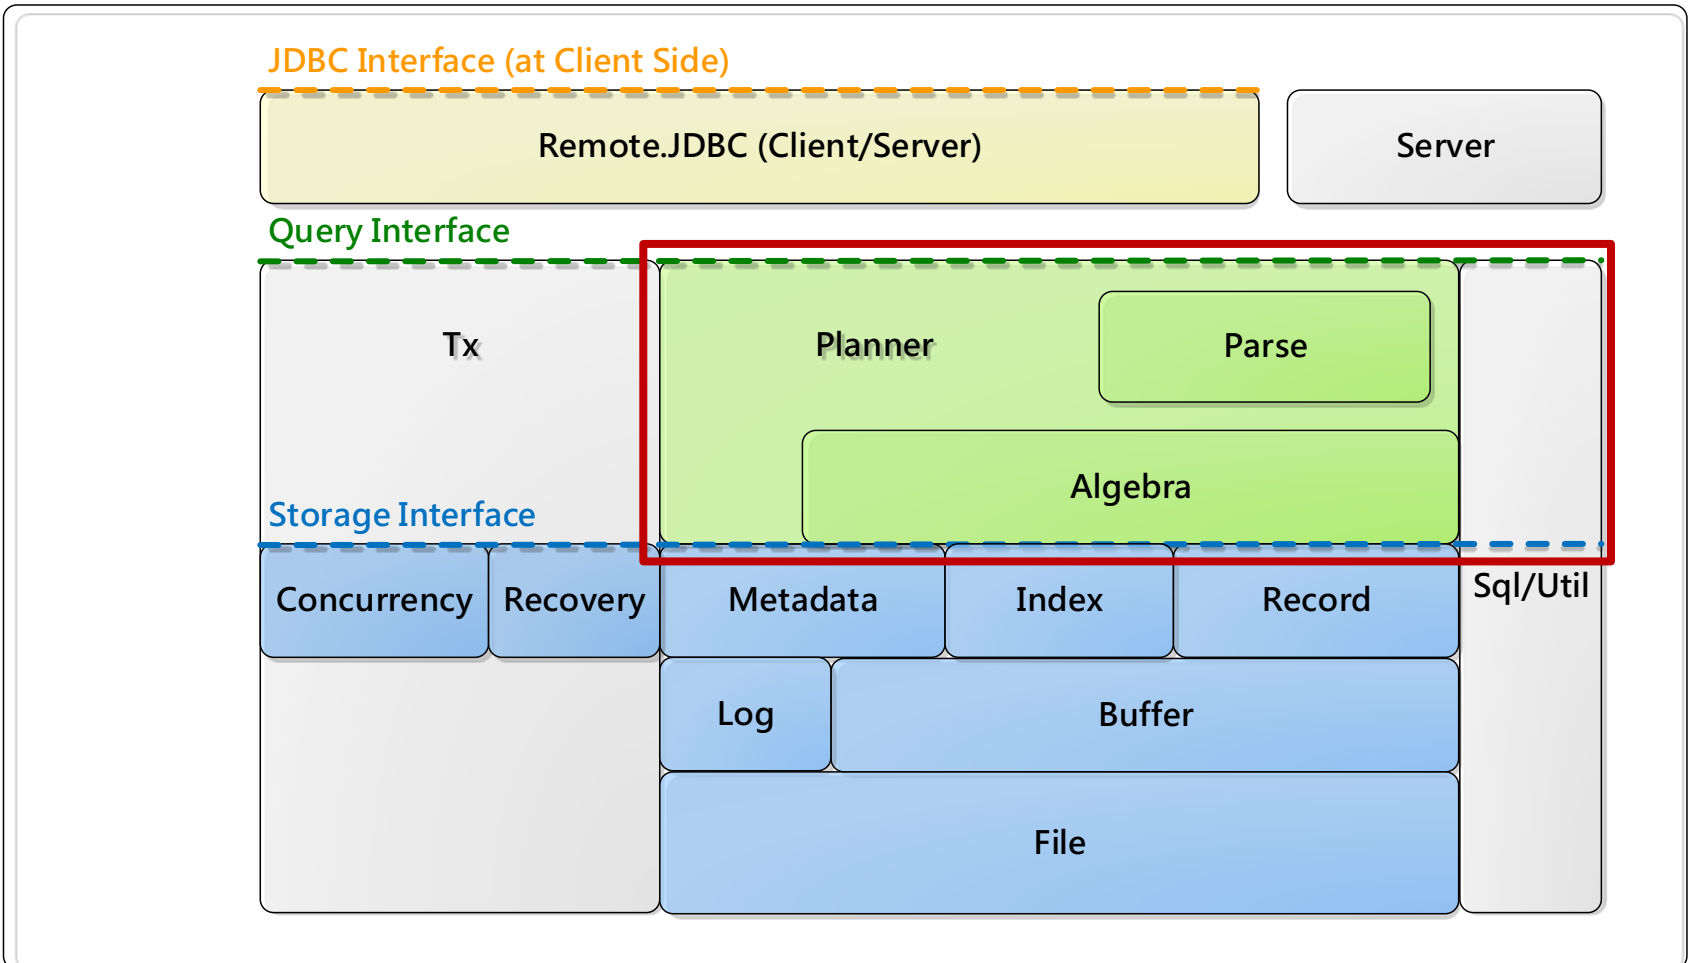 JDBC Interface (at Client Side)
Remote.JDBC (Client/Server)
Server
Query Interface
Tx
Planner
Parse
Algebra
Storage Interface
Concurrency
Recovery
Metadata
Index
Record
Sql/Util
Log
Buffer
File